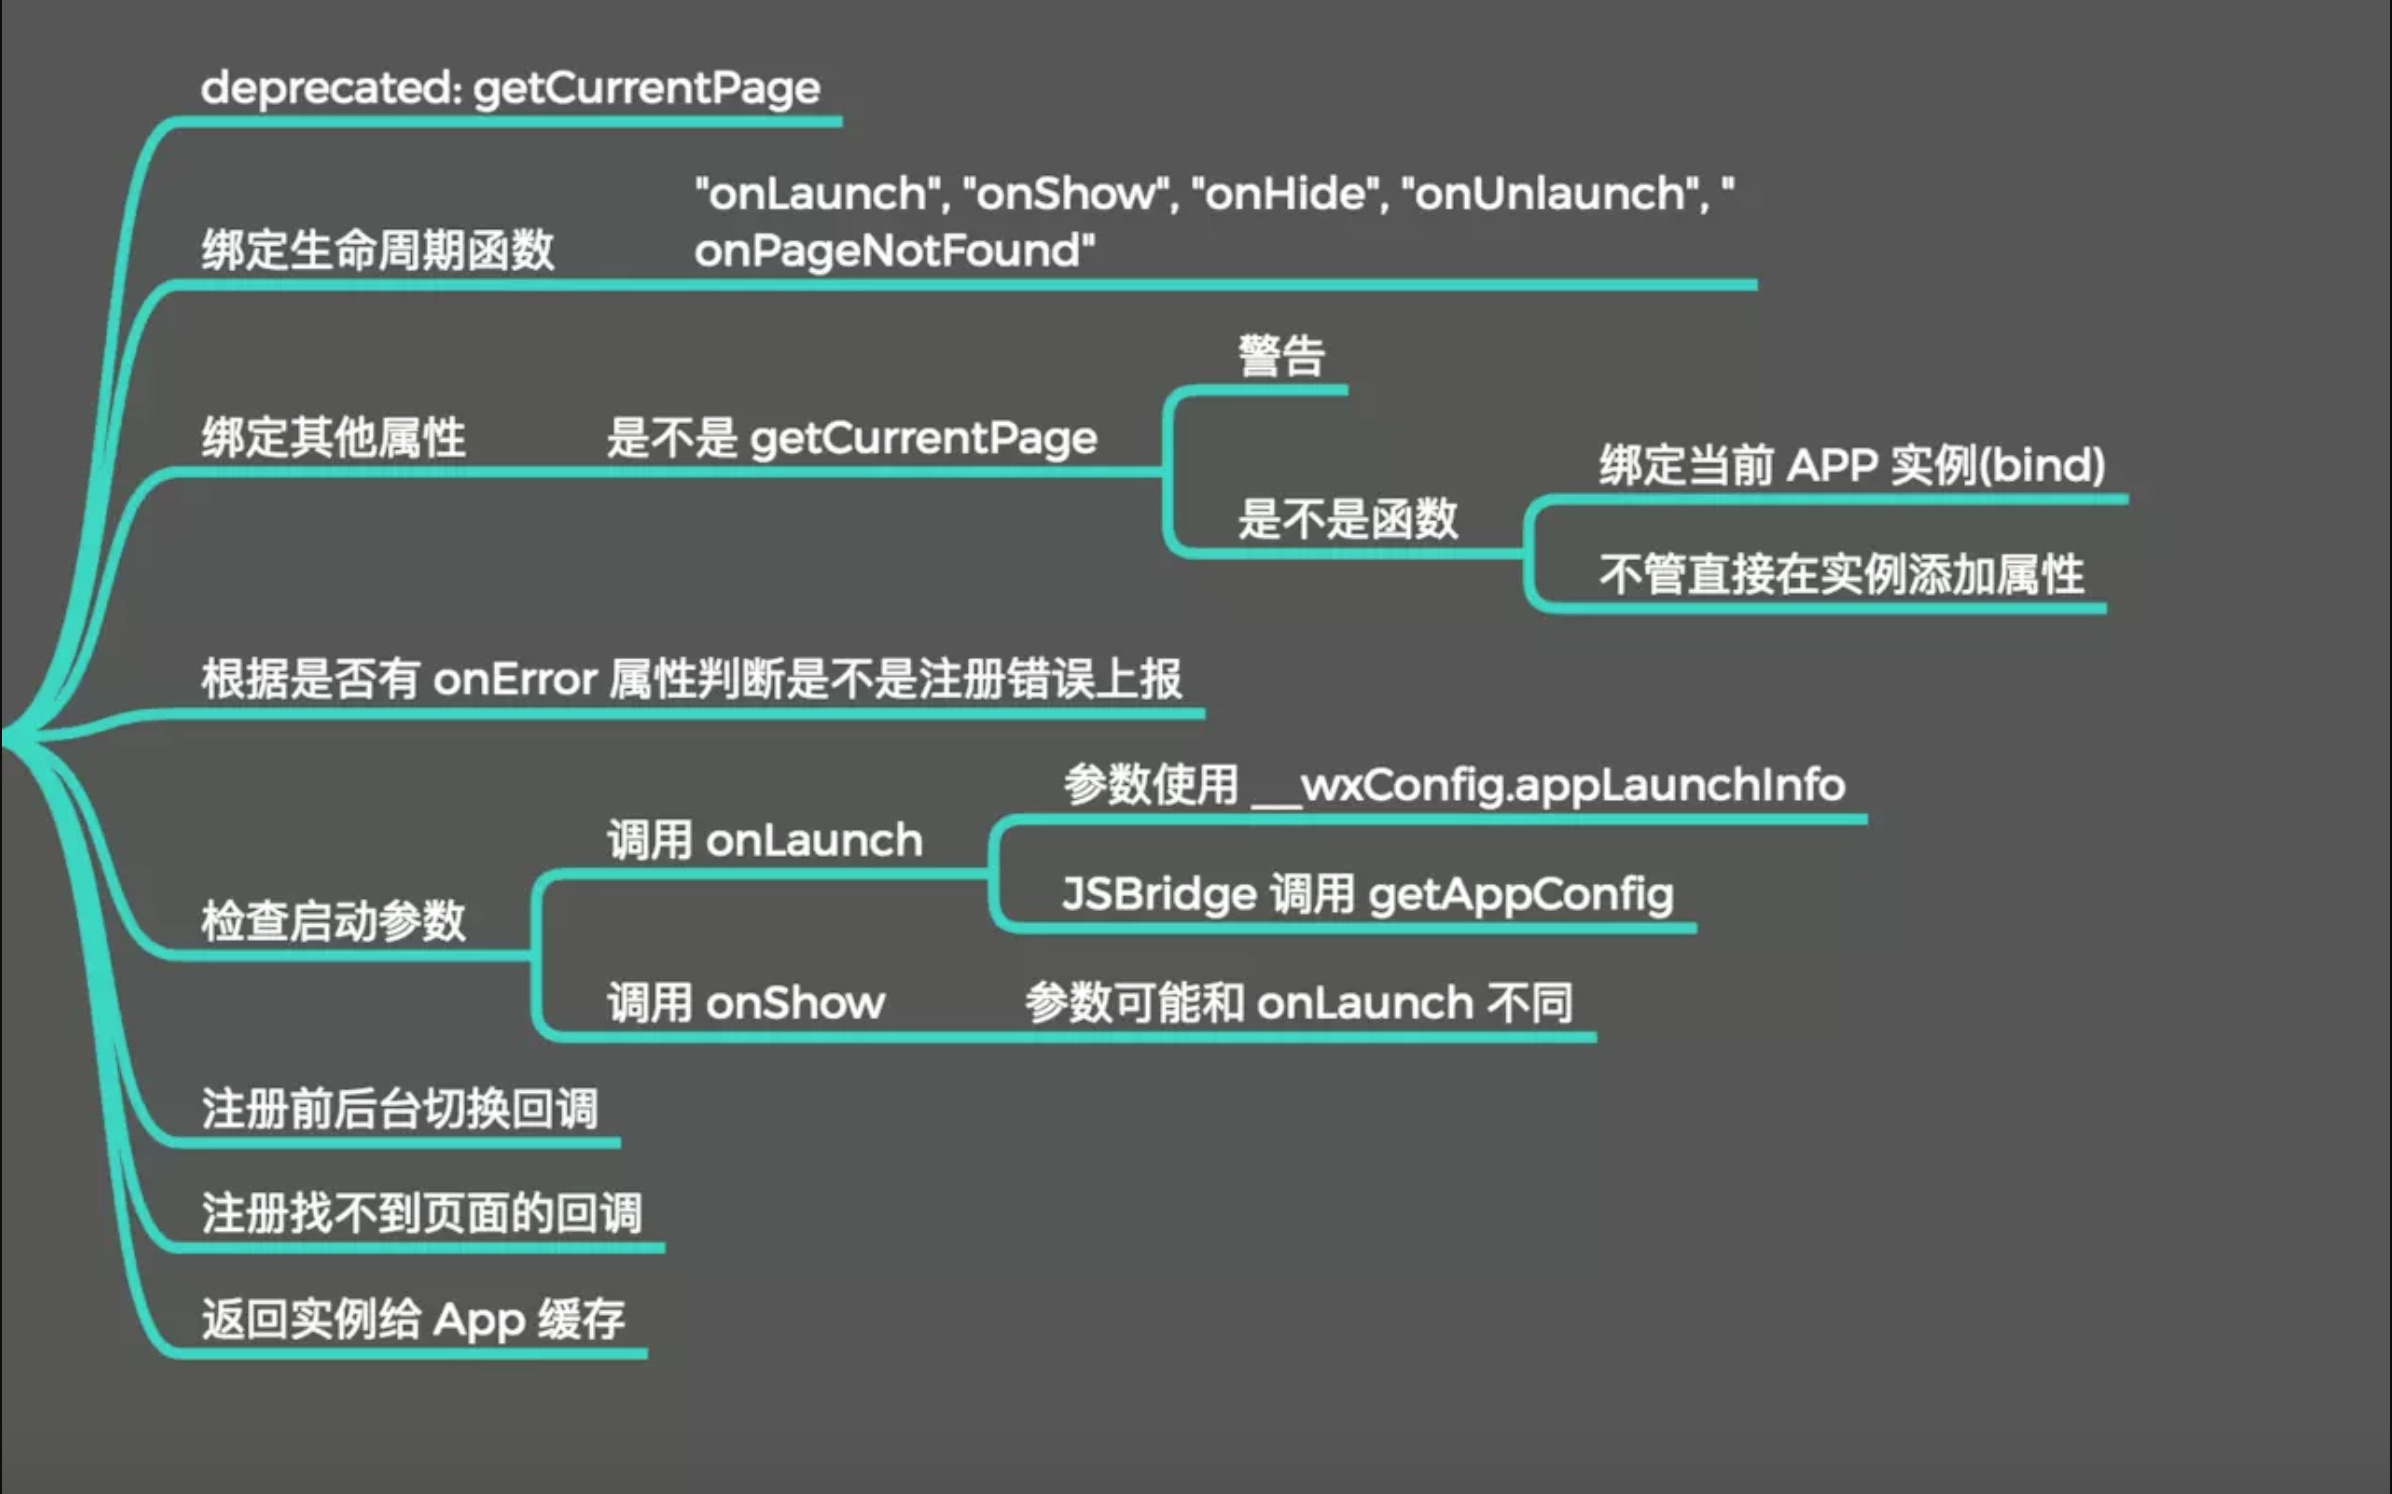 deprecated: getCurrentPage
绑定生命周期函数
"onLaunch", "onShow", "onHide", "onUnlaunch", "
onPageNotFound"
绑定其他属性
是不是 getCurrentPage
警告
是不是函数
绑定当前 APP 实例(bind)
不管直接在实例添加属性
根据是否有 onError 属性判断是不是注册错误上报
检查启动参数
调用 onLaunch
参数使用 __wxConfig.appLaunchInfo
JSBridge 调用 getAppConfig
调用 onShow
参数可能和 onLaunch 不同
注册前后台切换回调
注册找不到页面的回调
返回实例给 App 缓存